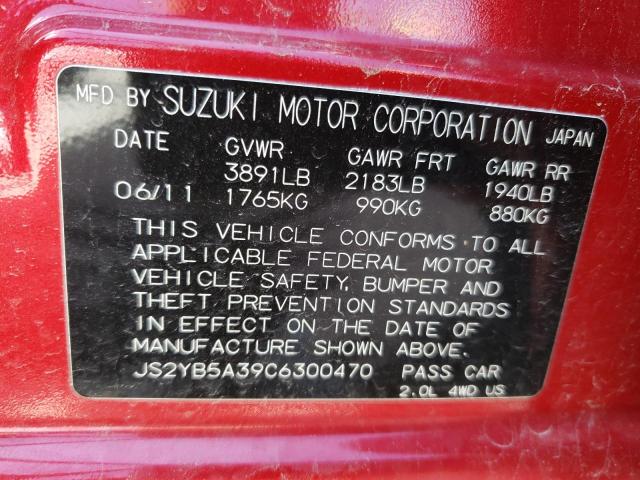 MFD BY SUZUKI MOTOR CORPORATION JAPAN
DATE GVWR GAWR FRT GAWR RR
3891LB 2183LB 1940LB
06/11 1765KG 990KG 880KG
THIS VEHICLE CONFORMS TO ALL
APPLICABLE FEDERAL MOTOR
VEHICLE SAFETY, BUMPER AND
THEFT PREVENTION STANDARDS
IN EFFECT ON THE DATE OF
MANUFACTURE SHOWN ABOVE.
JS2YB5A39C6300470 PASS CAR
2.0L 4WD US